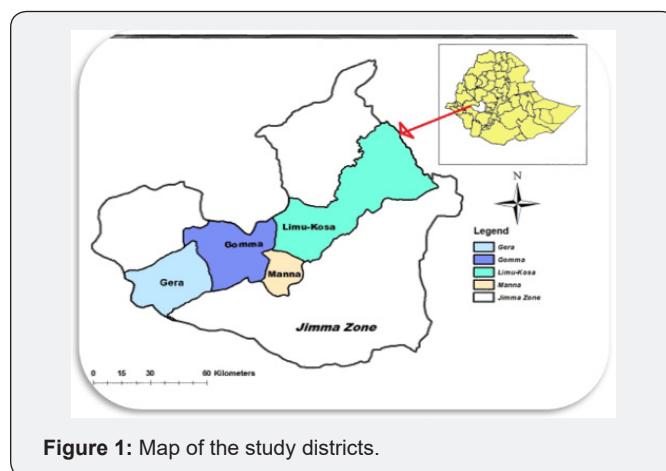 N
Limu-Kosa
Gomma
Manna
Gera
Jimma Zone
Legend
Gera
Gomma
Limu-Kosa
Manna
Jimma Zone
0 15 30 60 Kilometers
Figure 1: Map of the study districts.